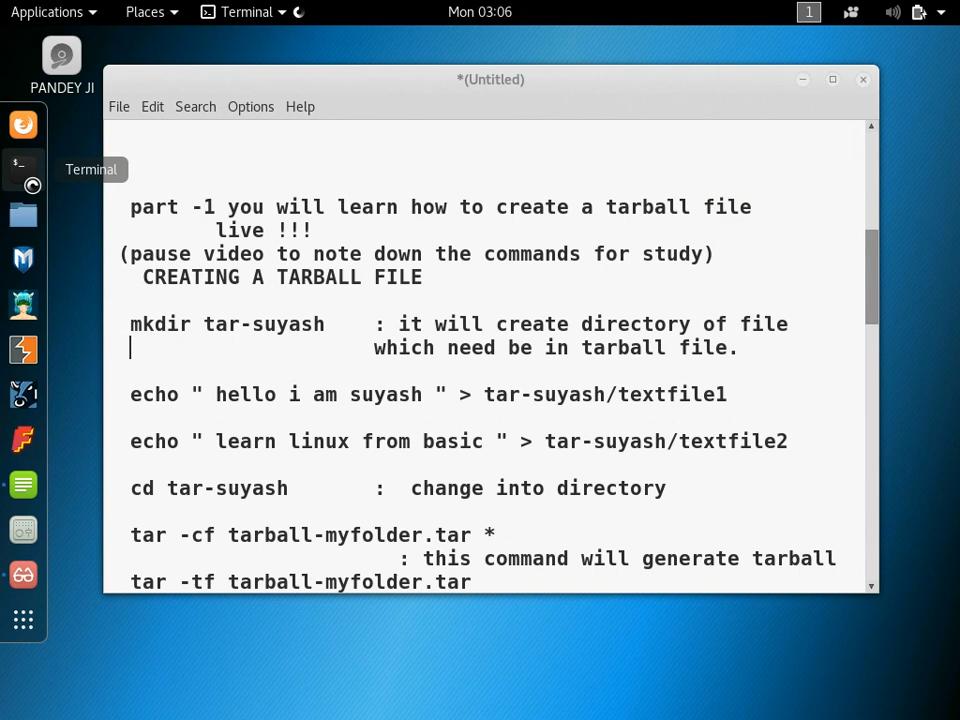 Applications Places Terminal Mon 03:06 1
PANDEY JI
*(Untitled)
File Edit Search Options Help
$_
Terminal
part -1 you will learn how to create a tarball file
live !!!
(pause video to note down the commands for study)
CREATING A TARBALL FILE
mkdir tar-suyash : it will create directory of file
which need be in tarball file.
echo " hello i am suyash " > tar-suyash/textfile1
echo " learn linux from basic " > tar-suyash/textfile2
cd tar-suyash : change into directory
tar -cf tarball-myfolder.tar *
: this command will generate tarball
tar -tf tarball-myfolder.tar